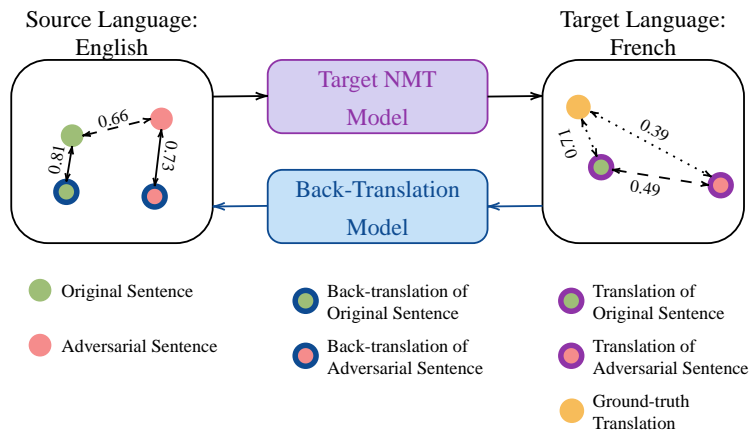 Source Language:
English
Target Language:
French
Target NMT
Model
Back-Translation
Model
0.66
0.81
0.73
0.39
0.71
0.49
Original Sentence
Adversarial Sentence
Back-translation of
Original Sentence
Back-translation of
Adversarial Sentence
Translation of
Original Sentence
Translation of
Adversarial Sentence
Ground-truth
Translation